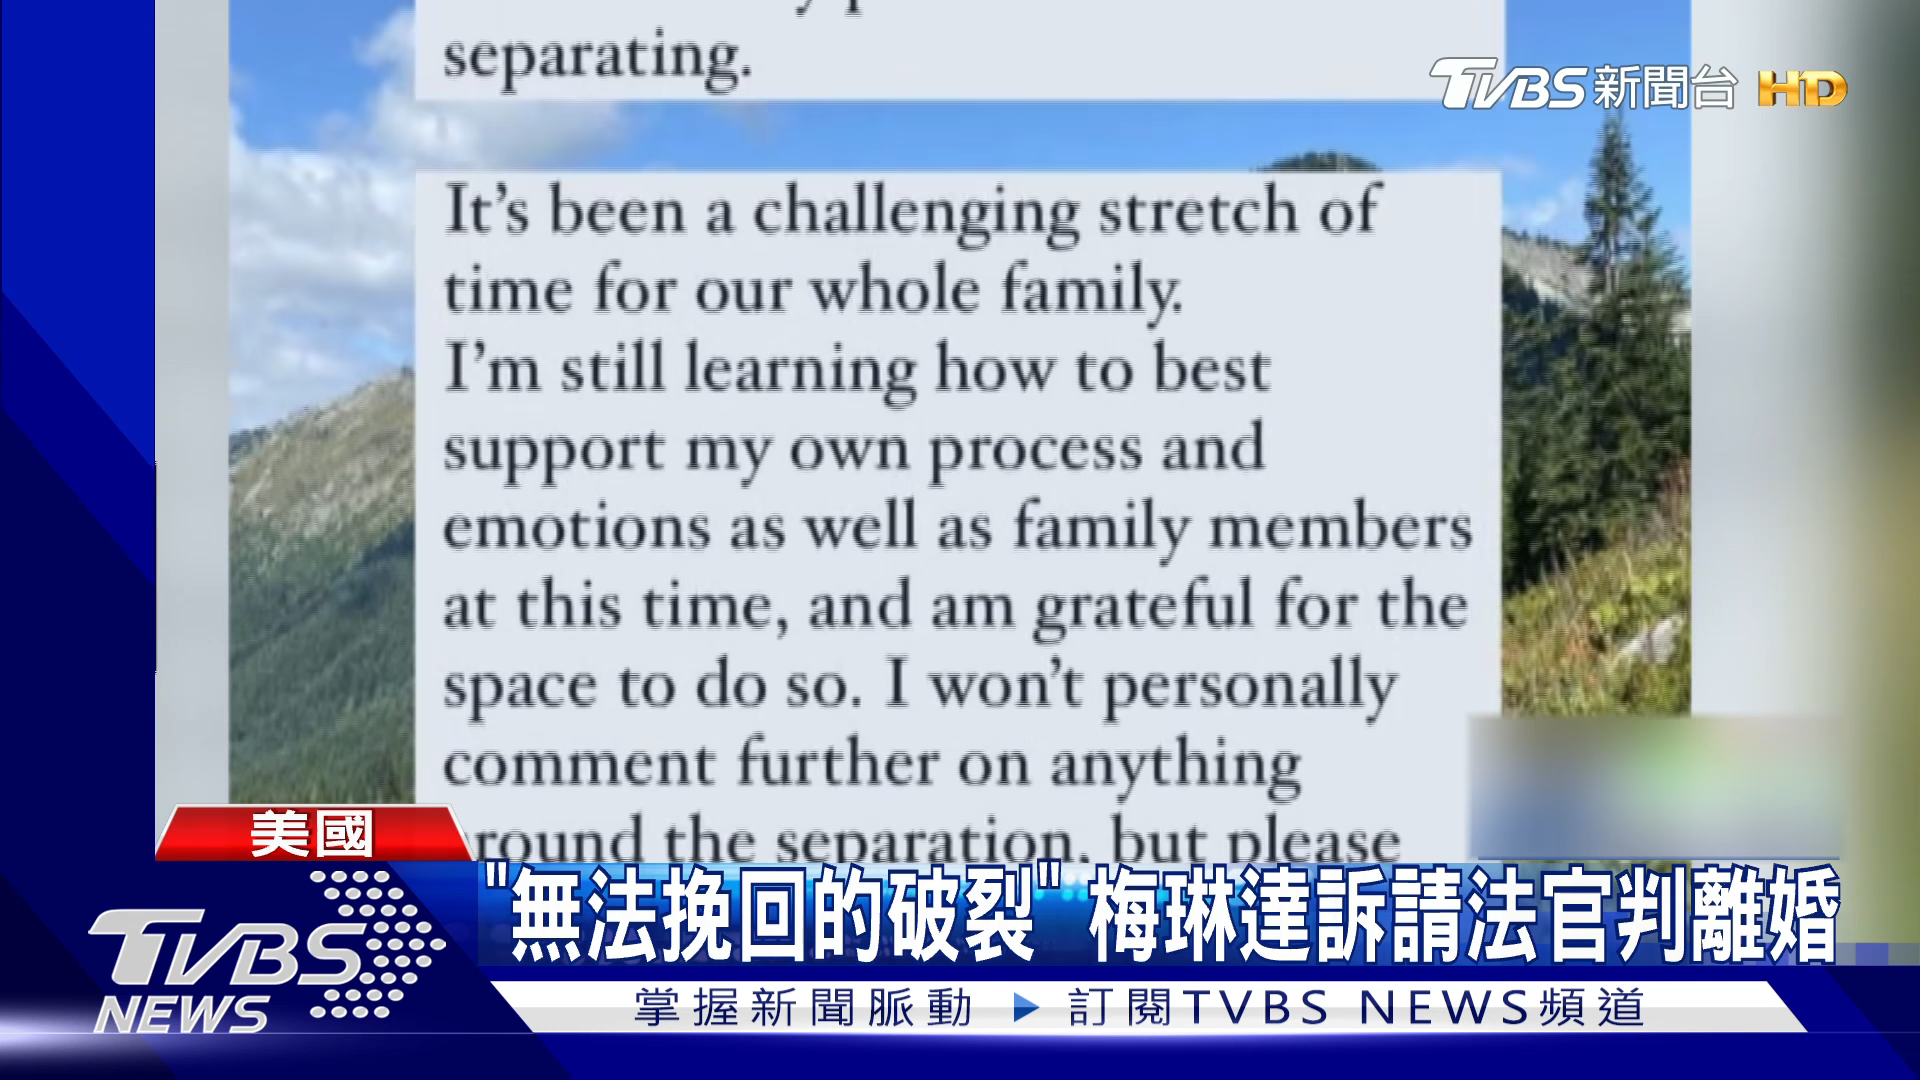 separating.
TVBS新聞台 HD
It's been a challenging stretch of
time for our whole family.
I'm still learning how to best
support my own process and
emotions as well as family members
at this time, and am grateful for the
space to do so. I won't personally
comment further on anything
around the separation, but please
美國
"無法挽回的破裂" 梅琳達訴請法官判離婚
TVBS
NEWS
掌握新聞脈動 ▶ 訂閱TVBS NEWS頻道